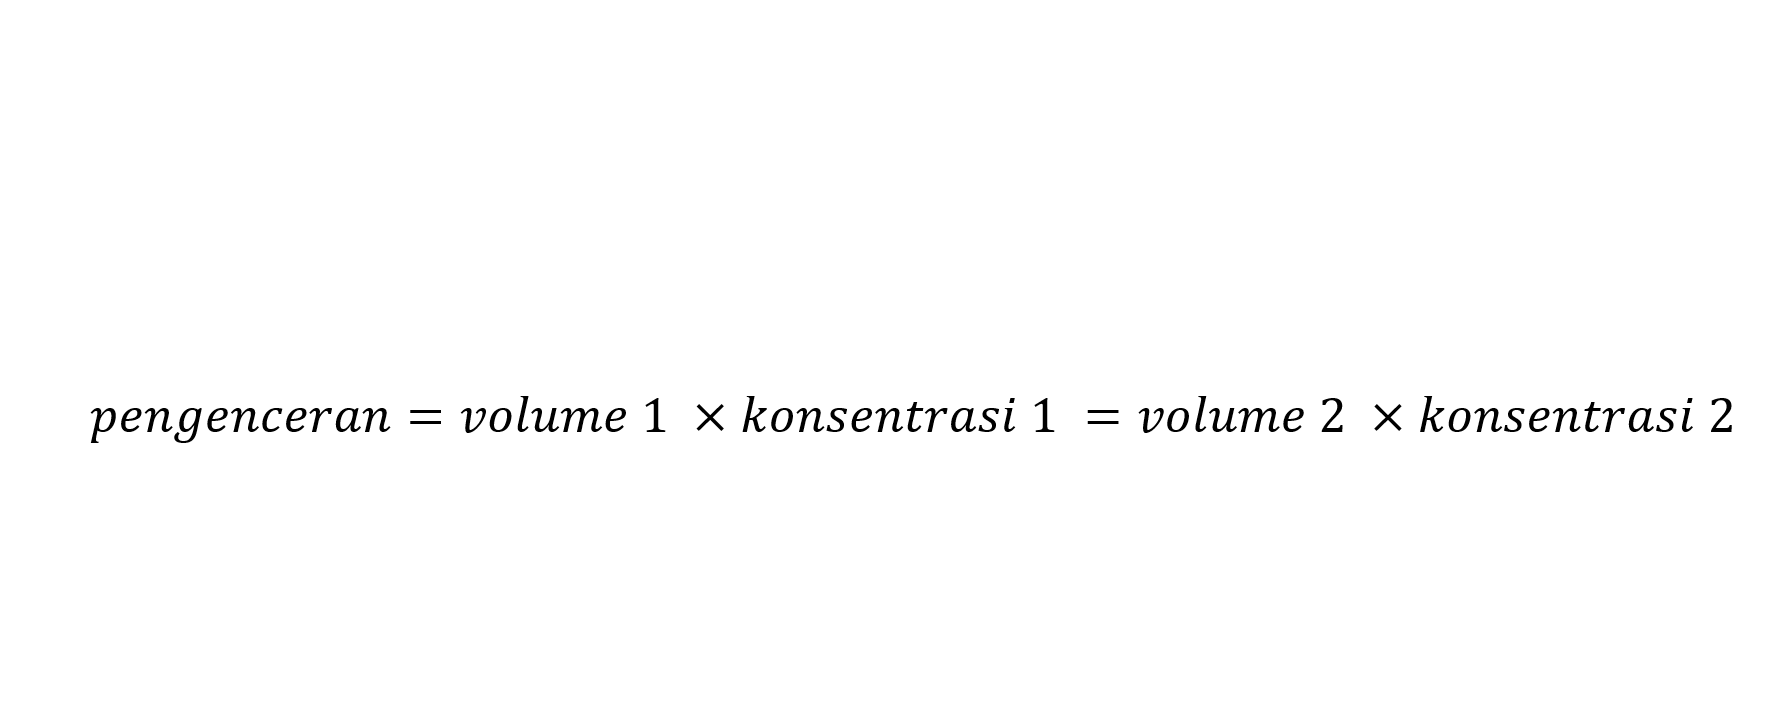 pengenceran = volume 1 × konsentrasi 1 = volume 2 × konsentrasi 2